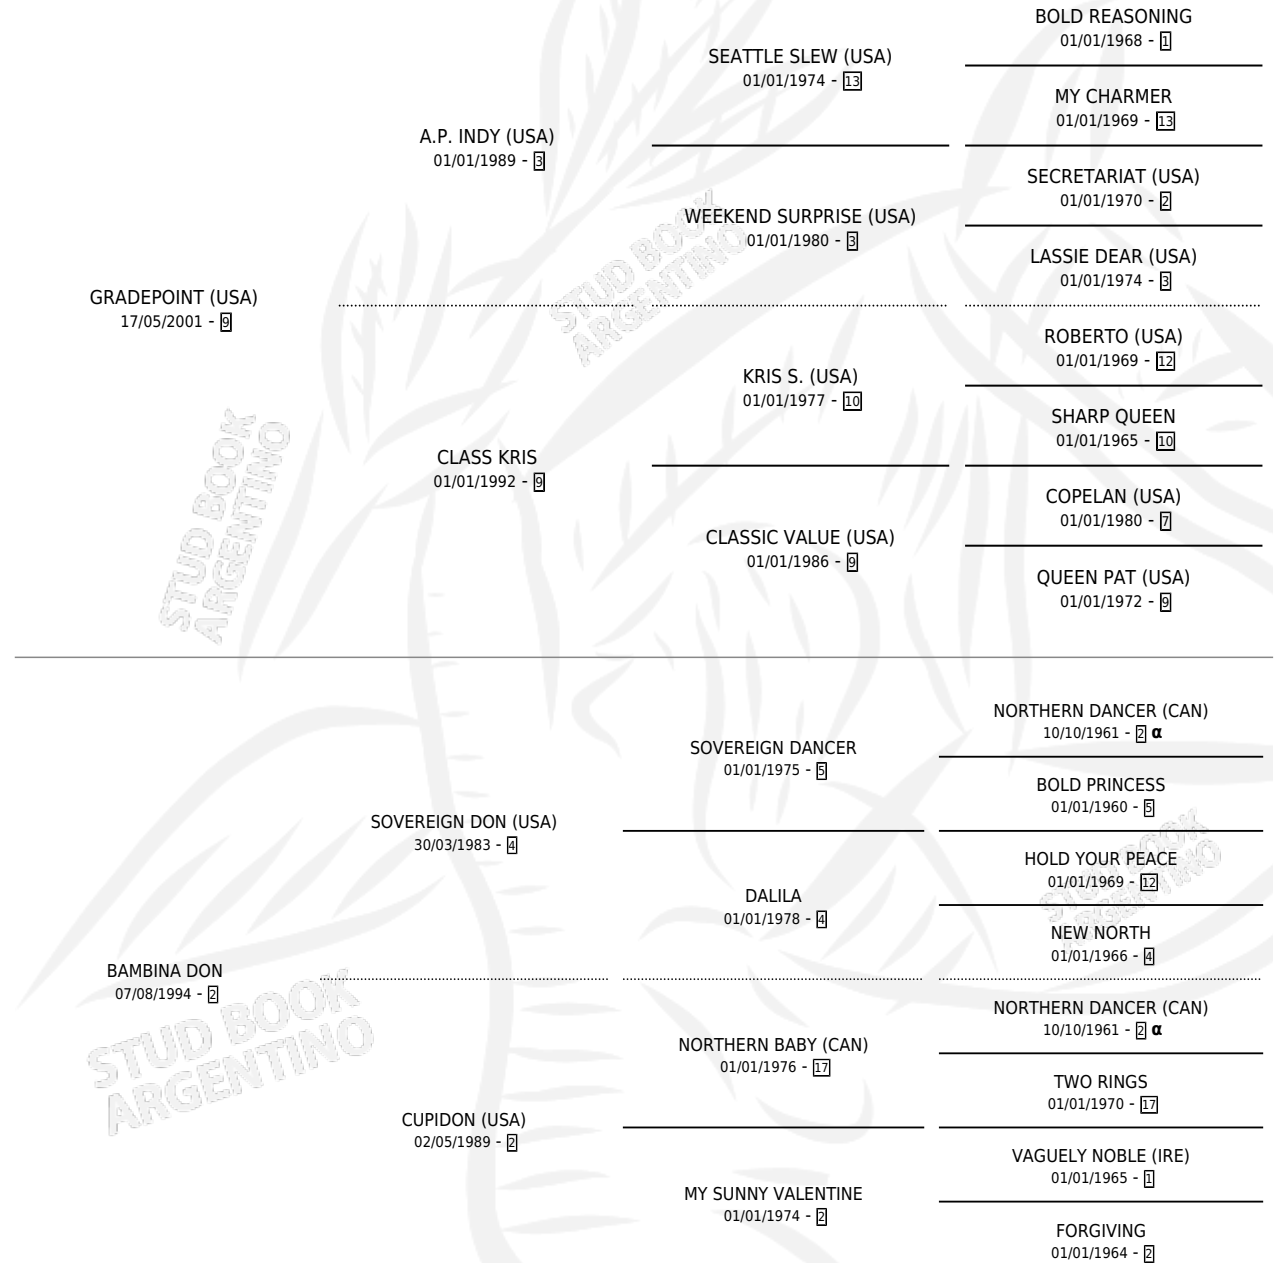 BOLD REASONING
01/01/1968 - 1
SEATTLE SLEW (USA)
01/01/1974 - 13
MY CHARMER
01/01/1969 - 13
A.P. INDY (USA)
01/01/1989 - 3
SECRETARIAT (USA)
01/01/1970 - 2
WEEKEND SURPRISE (USA)
01/01/1980 - 3
LASSIE DEAR (USA)
01/01/1974 - 3
STUD BOOK
ARGENTINO
GRADEPOINT (USA)
17/05/2001 - 9
ROBERTO (USA)
01/01/1969 - 12
KRIS S. (USA)
01/01/1977 - 10
SHARP QUEEN
01/01/1965 - 10
CLASS KRIS
01/01/1992 - 9
COPELAN (USA)
01/01/1980 - 7
CLASSIC VALUE (USA)
01/01/1986 - 9
QUEEN PAT (USA)
01/01/1972 - 9
STUD BOOK
ARGENTINO
NORTHERN DANCER (CAN)
10/10/1961 - 2 α
SOVEREIGN DANCER
01/01/1975 - 5
BOLD PRINCESS
01/01/1960 - 5
SOVEREIGN DON (USA)
30/03/1983 - 4
HOLD YOUR PEACE
01/01/1969 - 12
DALILA
01/01/1978 - 4
NEW NORTH
01/01/1966 - 4
STUD BOOK
ARGENTINO
BAMBINA DON
07/08/1994 - 2
NORTHERN DANCER (CAN)
10/10/1961 - 2 α
NORTHERN BABY (CAN)
01/01/1976 - 17
TWO RINGS
01/01/1970 - 17
STUD BOOK
ARGENTINO
CUPIDON (USA)
02/05/1989 - 2
VAGUELY NOBLE (IRE)
01/01/1965 - 1
MY SUNNY VALENTINE
01/01/1974 - 2
FORGIVING
01/01/1964 - 2